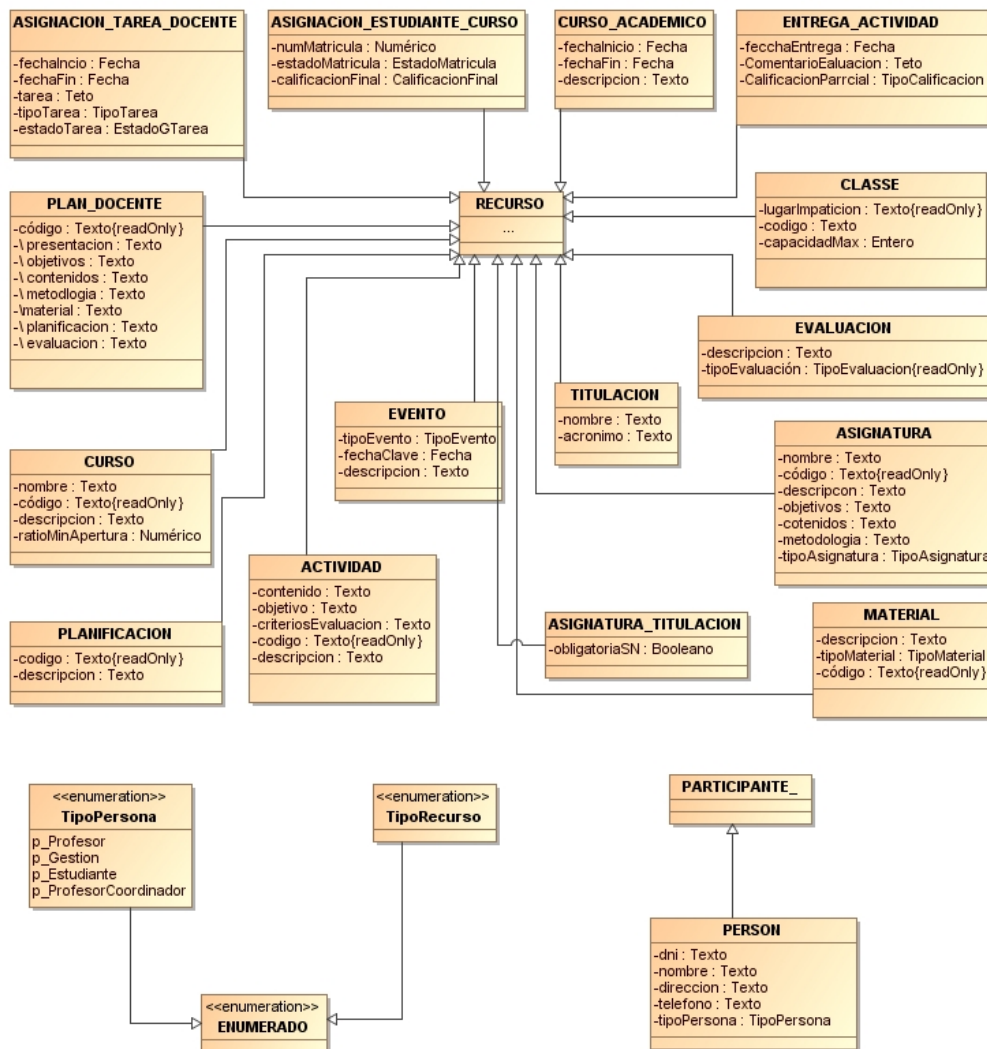 ASIGNACION_TAREA_DOCENTE
-fechaIncio : Fecha
-fechaFin : Fecha
-tarea : Teto
-tipoTarea : TipoTarea
-estadoTarea : EstadoGTarea
ASIGNACiON_ESTUDIANTE_CURSO
-numMatricula : Numérico
-estadoMatricula : EstadoMatricula
-calificacionFinal : CalificacionFinal
CURSO_ACADEMICO
-fechaInicio : Fecha
-fechaFin : Fecha
-descripcion : Texto
ENTREGA_ACTIVIDAD
-fecchaEntrega : Fecha
-ComentarioEaluacion : Teto
-CalificacionParrcial : TipoCalificacion
PLAN_DOCENTE
-código : Texto{readOnly}
-\ presentacion : Texto
-\ objetivos : Texto
-\ contenidos : Texto
-\ metodlogia : Texto
-\material : Texto
-\ planificacion : Texto
-\ evaluacion : Texto
RECURSO
...
CLASSE
-lugarImpaticion : Texto{readOnly}
-codigo : Texto
-capacidadMax : Entero
EVALUACION
-descripcion : Texto
-tipoEvaluación : TipoEvaluacion{readOnly}
TITULACION
-nombre : Texto
-acronimo : Texto
EVENTO
-tipoEvento : TipoEvento
-fechaClave : Fecha
-descripcion : Texto
ASIGNATURA
-nombre : Texto
-código : Texto{readOnly}
-descripcon : Texto
-objetivos : Texto
-cotenidos : Texto
-metodologia : Texto
-tipoAsignatura : TipoAsignatura
CURSO
-nombre : Texto
-código : Texto{readOnly}
-descripcion : Texto
-ratioMinApertura : Numérico
ACTIVIDAD
-contenido : Texto
-objetivo : Texto
-criteriosEvaluacion : Texto
-codigo : Texto{readOnly}
-descripcion : Texto
PLANIFICACION
-codigo : Texto{readOnly}
-descripcion : Texto
ASIGNATURA_TITULACION
-obligatoriaSN : Booleano
MATERIAL
-descripcion : Texto
-tipoMaterial : TipoMaterial
-código : Texto{readOnly}
<<enumeration>>
TipoPersona
p_Profesor
p_Gestion
p_Estudiante
p_ProfesorCoordinador
<<enumeration>>
TipoRecurso
PARTICIPANTE_
PERSON
-dni : Texto
-nombre : Texto
-direccion : Texto
-telefono : Texto
-tipoPersona : TipoPersona
<<enumeration>>
ENUMERADO